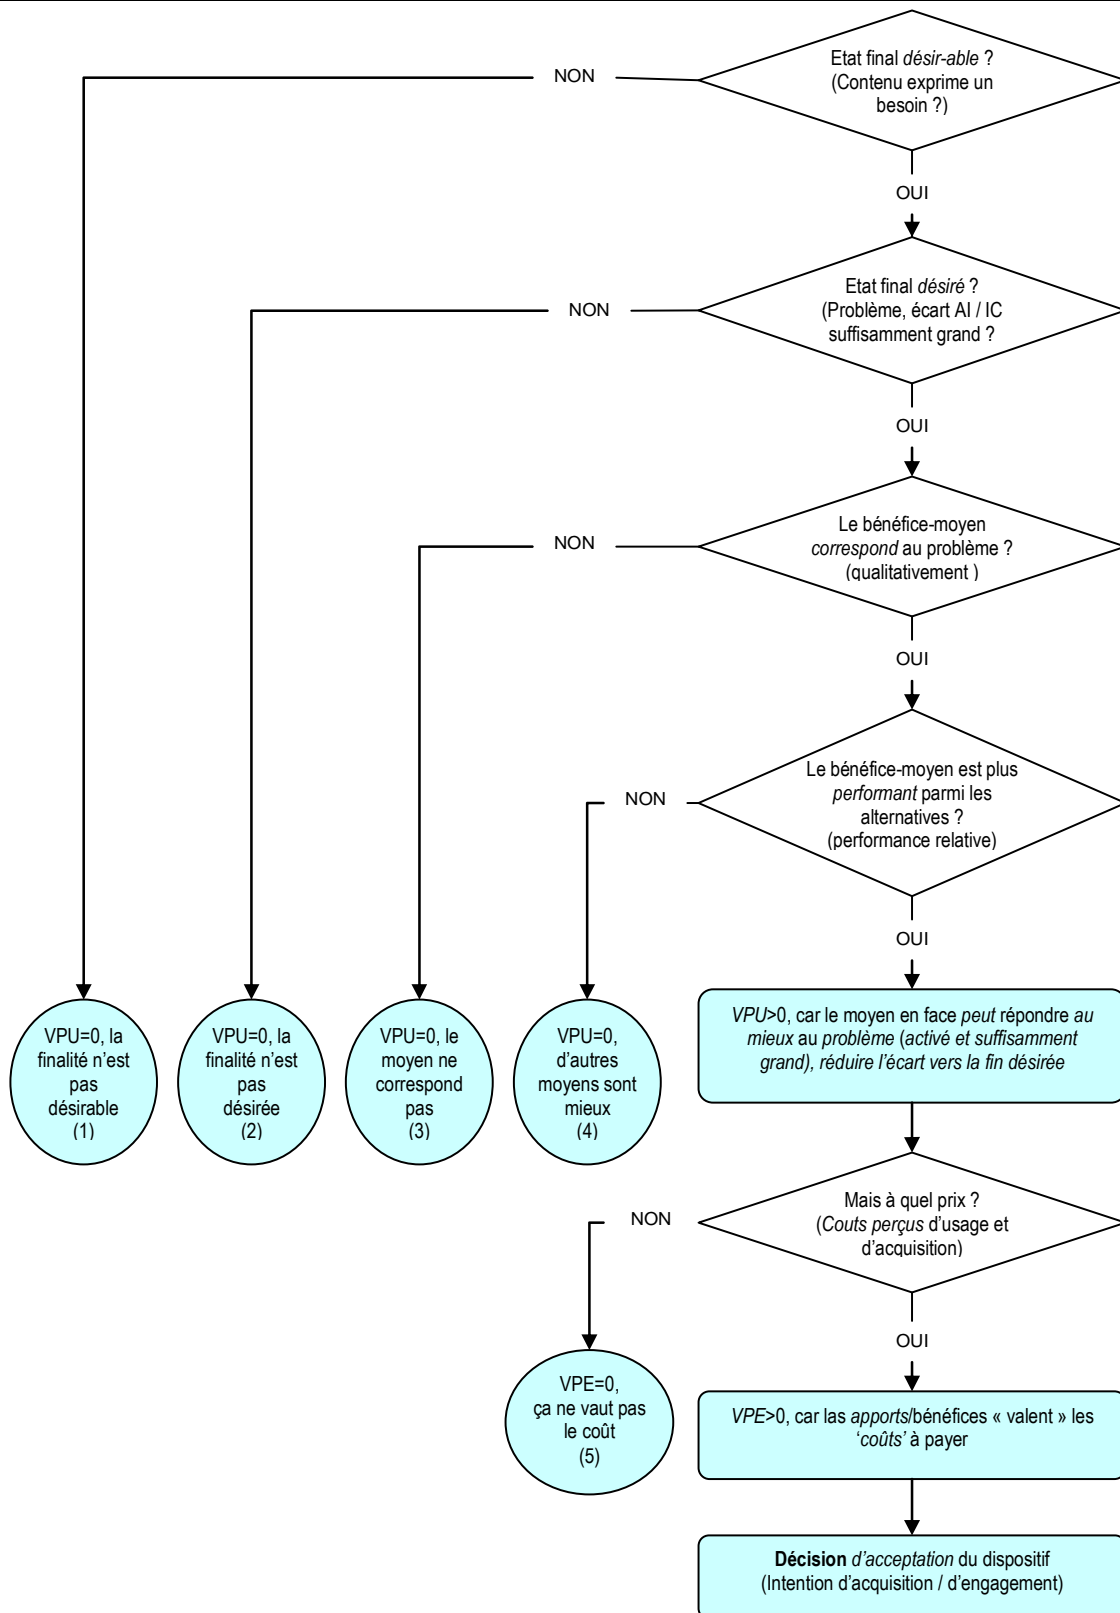 Etat final désir-able ?
(Contenu exprime un
besoin ?)
NON
OUI
Etat final désiré ?
(Problème, écart AI / IC
suffisamment grand ?
NON
OUI
Le bénéfice-moyen
correspond au problème ?
(qualitativement )
NON
OUI
Le bénéfice-moyen est plus
performant parmi les
alternatives ?
(performance relative)
NON
OUI
VPU=0, la
finalité n’est
pas
désirable
(1)
VPU=0, la
finalité n’est
pas
désirée
(2)
VPU=0, le
moyen ne
correspond
pas
(3)
VPU=0,
d’autres
moyens sont
mieux
(4)
VPU>0, car le moyen en face peut répondre au
mieux au problème (activé et suffisamment
grand), réduire l’écart vers la fin désirée
Mais à quel prix ?
(Couts perçus d’usage et
d’acquisition)
NON
OUI
VPE=0,
ça ne vaut pas
le coût
(5)
VPE>0, car las apports/bénéfices « valent » les
‘coûts’ à payer
Décision d’acceptation du dispositif
(Intention d’acquisition / d’engagement)